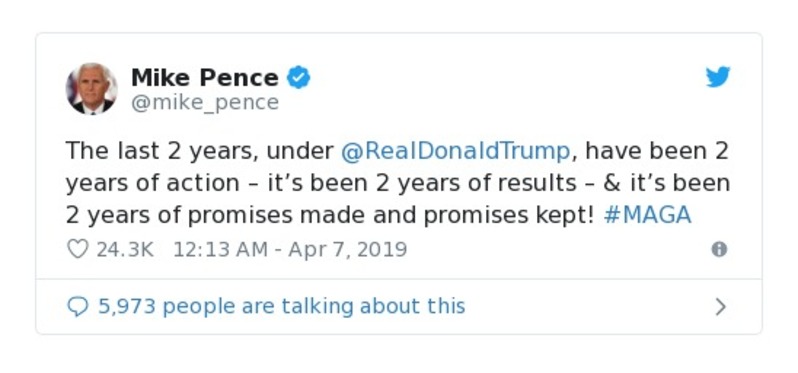 Mike Pence
@mike_pence
The last 2 years, under @RealDonaldTrump, have been 2
years of action – it’s been 2 years of results – & it’s been
2 years of promises made and promises kept! #MAGA
24.3K 12:13 AM - Apr 7, 2019
5,973 people are talking about this